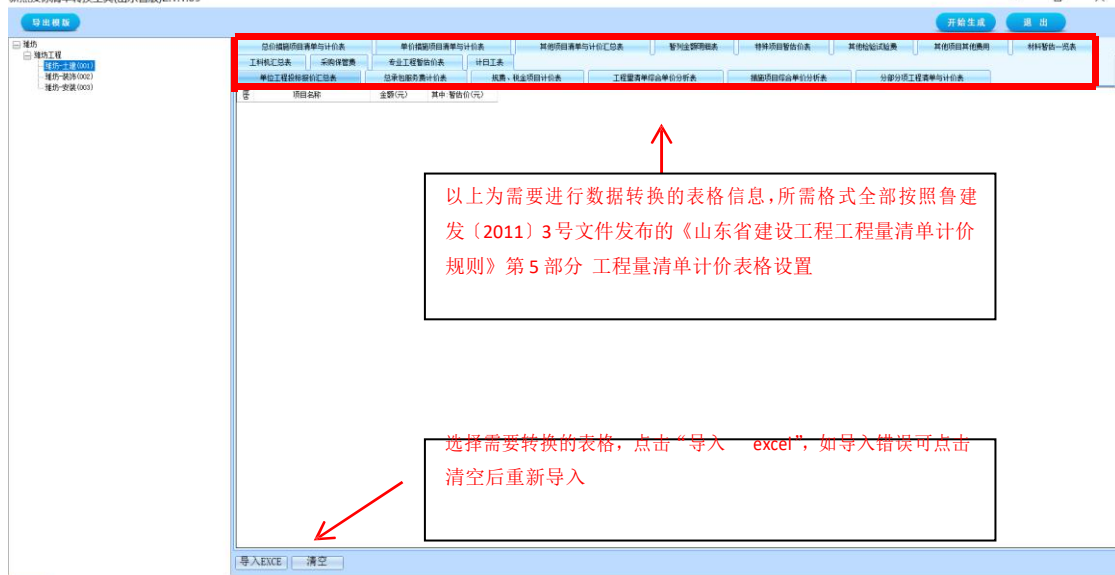 导出模版
开始生成
退 出
潍坊
潍坊工程
潍坊-土建(001)
潍坊-装饰(002)
潍坊-安装(003)
总价措施项目清单与计价表
单价措施项目清单与计价表
其他项目清单与计价汇总表
暂列金额明细表
特殊项目暂估价表
其他检验试验费
其他项目其他费用
材料暂估一览表
工料机汇总表
采购保管费
专业工程暂估价表
计日工表
单位工程投标报价汇总表
总承包服务费计价表
规费、税金项目计价表
工程量清单综合单价分析表
措施项目综合单价分析表
分部分项工程清单与计价表
项目名称
金额(元)
其中 暂估价(元)
以上为需要进行数据转换的表格信息,所需格式全部按照鲁建
发〔2011〕3号文件发布的《山东省建设工程工程量清单计价
规则》第 5 部分 工程量清单计价表格设置
选择需要转换的表格，点击“导入 excel”，如导入错误可点击
清空后重新导入
导入EXCE
清空